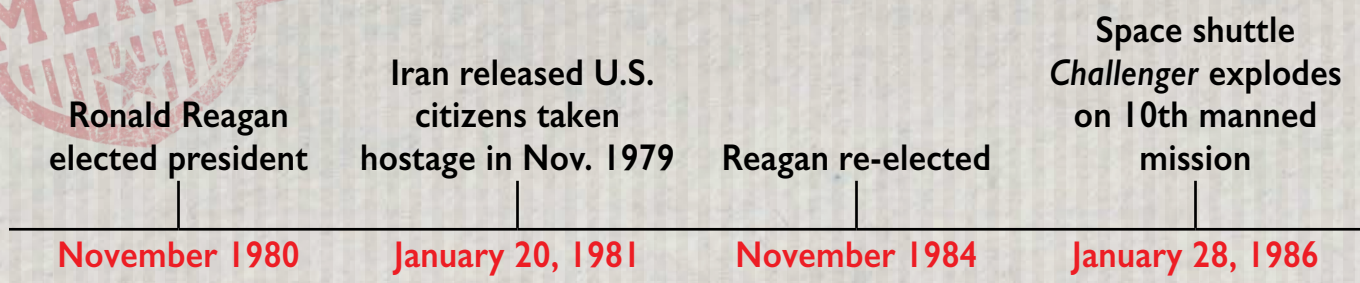 Ronald Reagan
elected president
November 1980
Iran released U.S.
citizens taken
hostage in Nov. 1979
January 20, 1981
Reagan re-elected
November 1984
Space shuttle
Challenger explodes
on 10th manned
mission
January 28, 1986